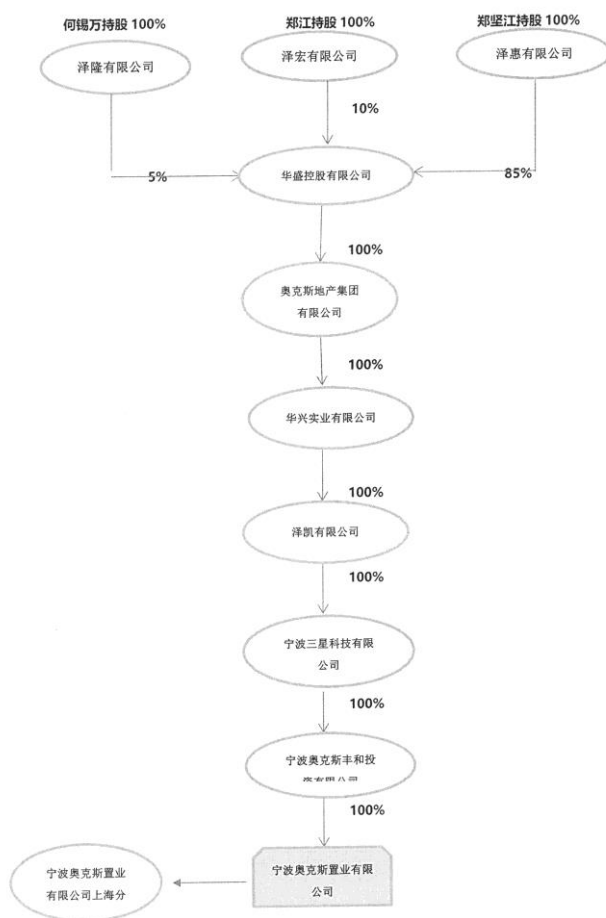 何锡万持股 100%
郑江持股 100%
郑坚江持股 100%
泽隆有限公司
泽宏有限公司
泽惠有限公司
10%
5%
华盛控股有限公司
85%
100%
奥克斯地产集团
有限公司
100%
华兴实业有限公司
100%
泽凯有限公司
100%
宁波三星科技有限
公司
100%
宁波奥克斯丰和投
资有限公司
100%
宁波奥克斯置业
有限公司上海分
宁波奥克斯置业有限
公司